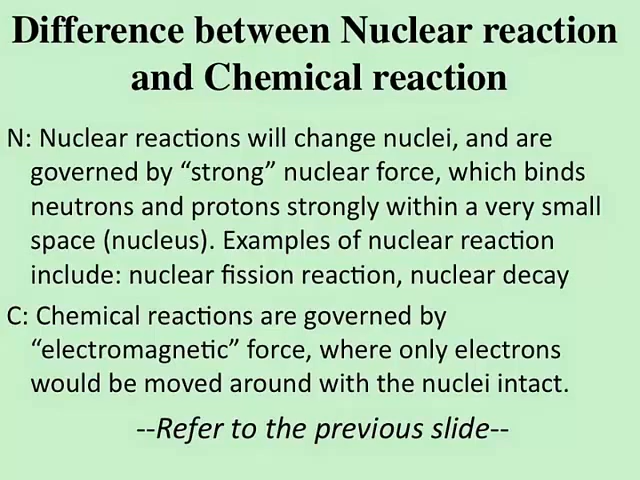 Difference between Nuclear reaction
and Chemical reaction
N: Nuclear reactions will change nuclei, and are
governed by “strong” nuclear force, which binds
neutrons and protons strongly within a very small
space (nucleus). Examples of nuclear reaction
include: nuclear fission reaction, nuclear decay
C: Chemical reactions are governed by
“electromagnetic” force, where only electrons
would be moved around with the nuclei intact.
--Refer to the previous slide--